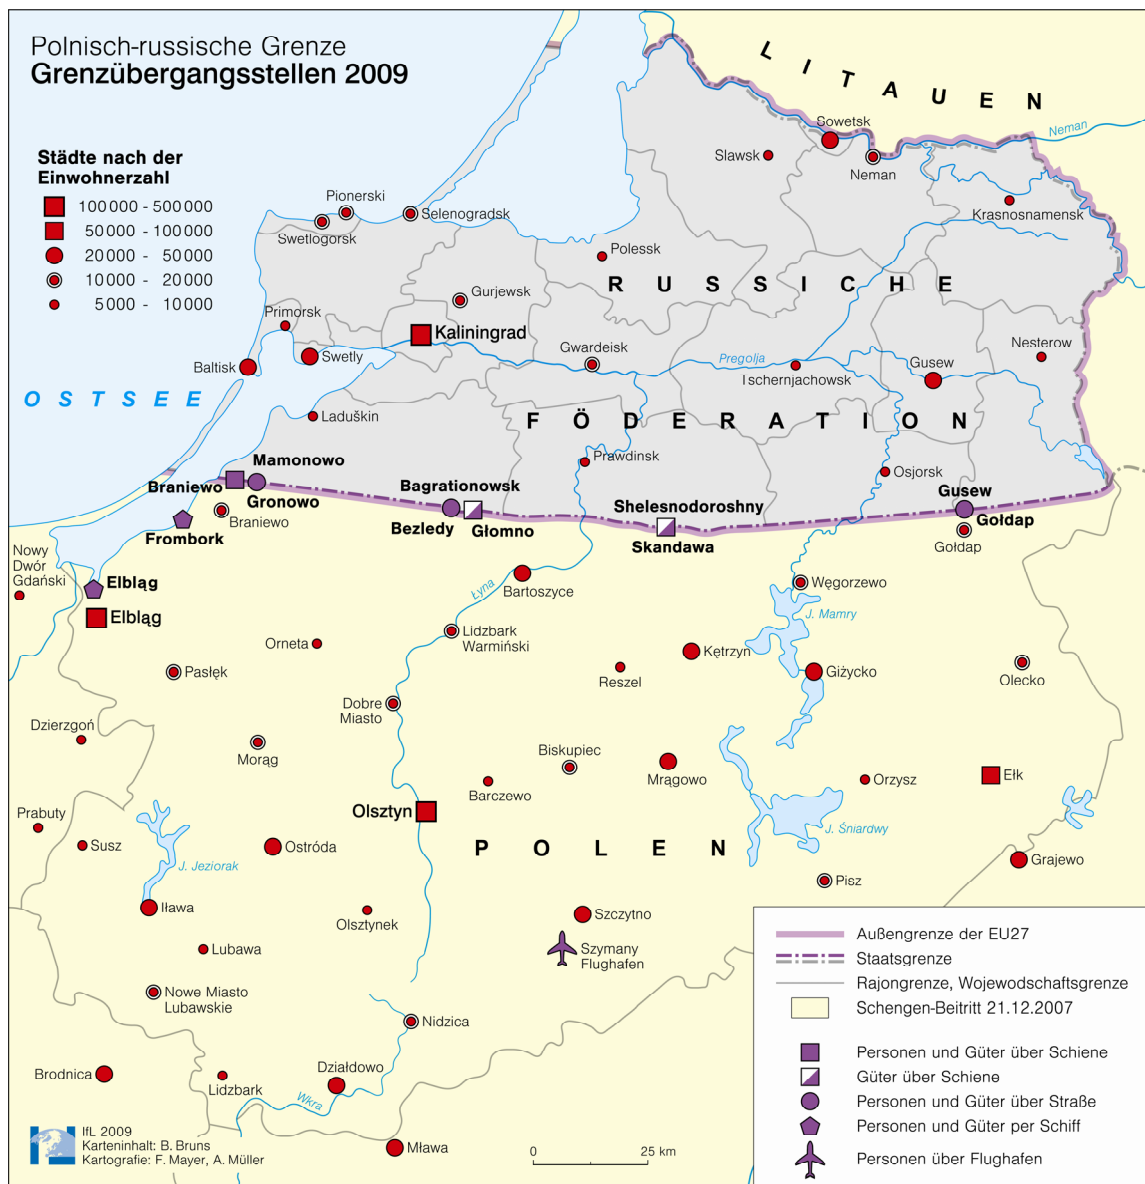 Polnisch-russische Grenze
Grenzübergangsstellen 2009
Städte nach der
Einwohnerzahl
100 000 - 500 000
50 000 - 100 000
20 000 - 50 000
10 000 - 20 000
5000 - 10 000
LITAUEN
Neman
Sowetsk
Slawsk
Neman
Krasnosnamensk
Pionerski
Selenogradsk
Swetlogorsk
Polessk
RUSSICHE
Gurjewsk
Primorsk
Kaliningrad
Swetly
Gwardeisk
Pregolja
Nesterow
Gusew
Baltisk
Tschernjachowsk
OSTSEE
Laduškin
FÖDERATION
Prawdinsk
Osjorsk
Mamonowo
Braniewo
Gronowo
Bagrationowsk
Bezledy
Głomno
Shelesnodoroshny
Skandawa
Gusew
Gołdap
Braniewo
Frombork
Gołdap
Nowy
Dwór
Gdański
Elbląg
Elbląg
Łyna
Bartoszyce
Węgorzewo
J. Mamry
Orneta
Lidzbark
Warmiński
Kętrzyn
Pasłęk
Reszel
Giżycko
Olecko
Dobre
Miasto
Dzierzgoń
Morąg
Biskupiec
Mrągowo
Barczewo
Orzysz
Ełk
Olsztyn
Prabuty
Susz
Ostróda
POLEN
J. Śniardwy
J. Jeziorak
Grajewo
Pisz
Iława
Olsztynek
Szczytno
Lubawa
Szymany
Flughafen
Nowe Miasto
Lubawskie
Nidzica
Brodnica
Lidzbark
Działdowo
Wkra
Mława
Außengrenze der EU27
Staatsgrenze
Rajongrenze, Wojewodschaftsgrenze
Schengen-Beitritt 21.12.2007
Personen und Güter über Schiene
Güter über Schiene
Personen und Güter über Straße
Personen und Güter per Schiff
Personen über Flughafen
IfL 2009
Karteninhalt: B. Bruns
Kartografie: F. Mayer, A. Müller
0 25 km